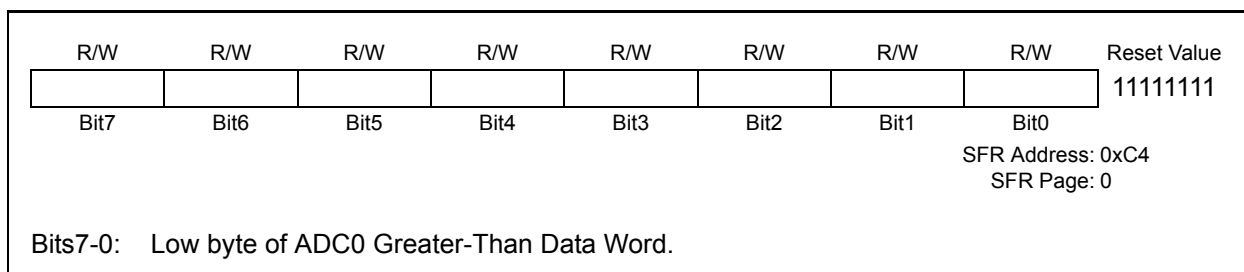 R/W R/W R/W R/W R/W R/W R/W R/W Reset Value
11111111
Bit7 Bit6 Bit5 Bit4 Bit3 Bit2 Bit1 Bit0
SFR Address: 0xC4
SFR Page: 0
Bits7-0: Low byte of ADC0 Greater-Than Data Word.